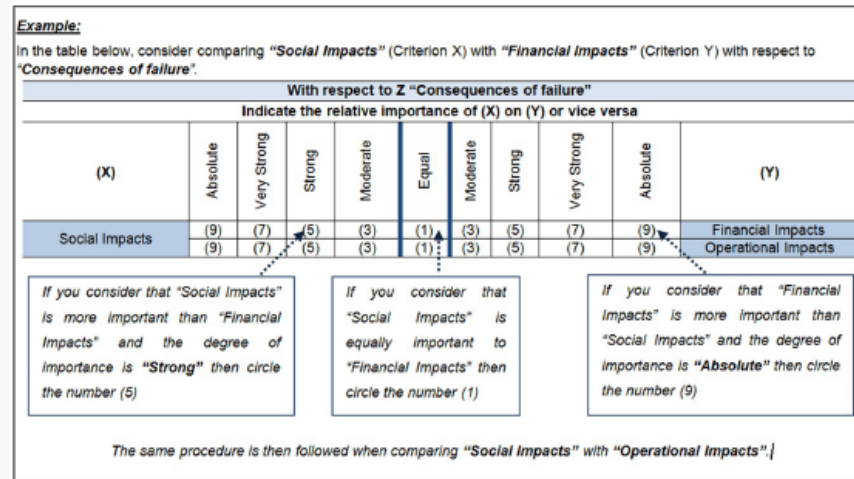 Example:
In the table below, consider comparing "Social Impacts" (Criterion X) with "Financial Impacts" (Criterion Y) with respect to
"Consequences of failure".
With respect to Z "Consequences of failure"
Indicate the relative importance of (X) on (Y) or vice versa
(X) Absolute Very Strong Strong Moderate Equal Moderate Strong Very Strong Absolute (Y)
Social Impacts (9) (7) (5) (3) (1) (3) (5) (7) (9) Financial Impacts
(9) (7) (5) (3) (1) (3) (5) (7) (9) Operational Impacts
If you consider that "Social Impacts"
is more important than "Financial
Impacts" and the degree of
importance is "Strong" then circle
the number (5)
If you consider that
"Social Impacts" is
equally important to
"Financial Impacts" then
circle the number (1)
If you consider that "Financial
Impacts" is more important than
"Social Impacts" and the degree of
importance is "Absolute" then circle
the number (9)
The same procedure is then followed when comparing "Social Impacts" with "Operational Impacts".